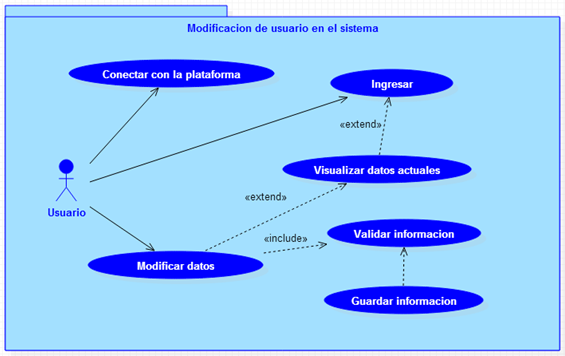 Modificacion de usuario en el sistema
Conectar con la plataforma
Ingresar
«extend»
Visualizar datos actuales
Usuario
«extend»
Validar informacion
«include»
Modificar datos
Guardar informacion